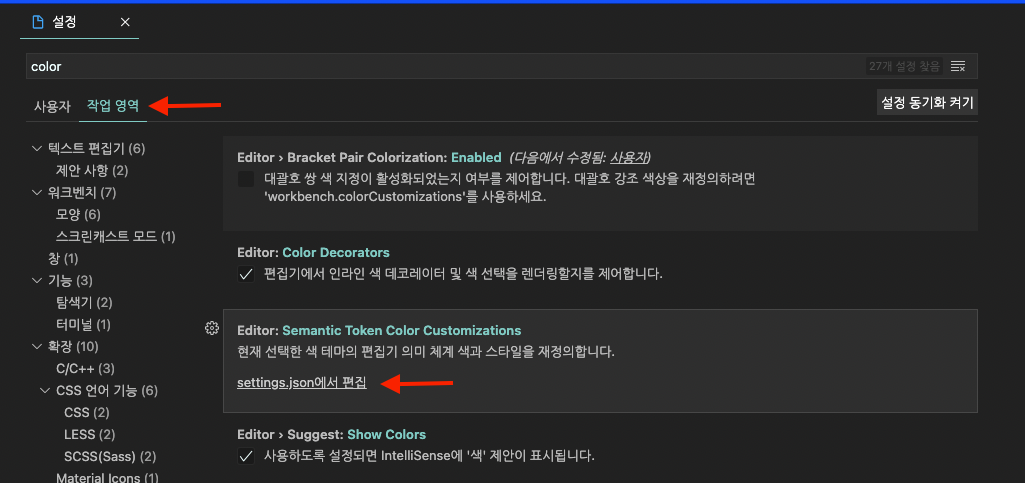 설정
color
27개 설정 찾음
사용자 작업 영역
설정 동기화 켜기
텍스트 편집기 (6)
제안 사항 (2)
워크벤치 (7)
모양 (6)
스크린캐스트 모드 (1)
창 (1)
기능 (3)
탐색기 (2)
터미널 (1)
확장 (10)
C/C++ (3)
CSS 언어 기능 (6)
CSS (2)
LESS (2)
SCSS(Sass) (2)
Material Icons (1)
Editor › Bracket Pair Colorization: Enabled (다음에서 수정됨: 사용자)
대괄호 쌍 색 지정이 활성화되었는지 여부를 제어합니다. 대괄호 강조 색상을 재정의하려면
'workbench.colorCustomizations'를 사용하세요.
Editor: Color Decorators
편집기에서 인라인 색 데코레이터 및 색 선택을 렌더링할지를 제어합니다.
Editor: Semantic Token Color Customizations
현재 선택한 색 테마의 편집기 의미 체계 색과 스타일을 재정의합니다.
settings.json에서 편집
Editor › Suggest: Show Colors
사용하도록 설정되면 IntelliSense에 '색' 제안이 표시됩니다.